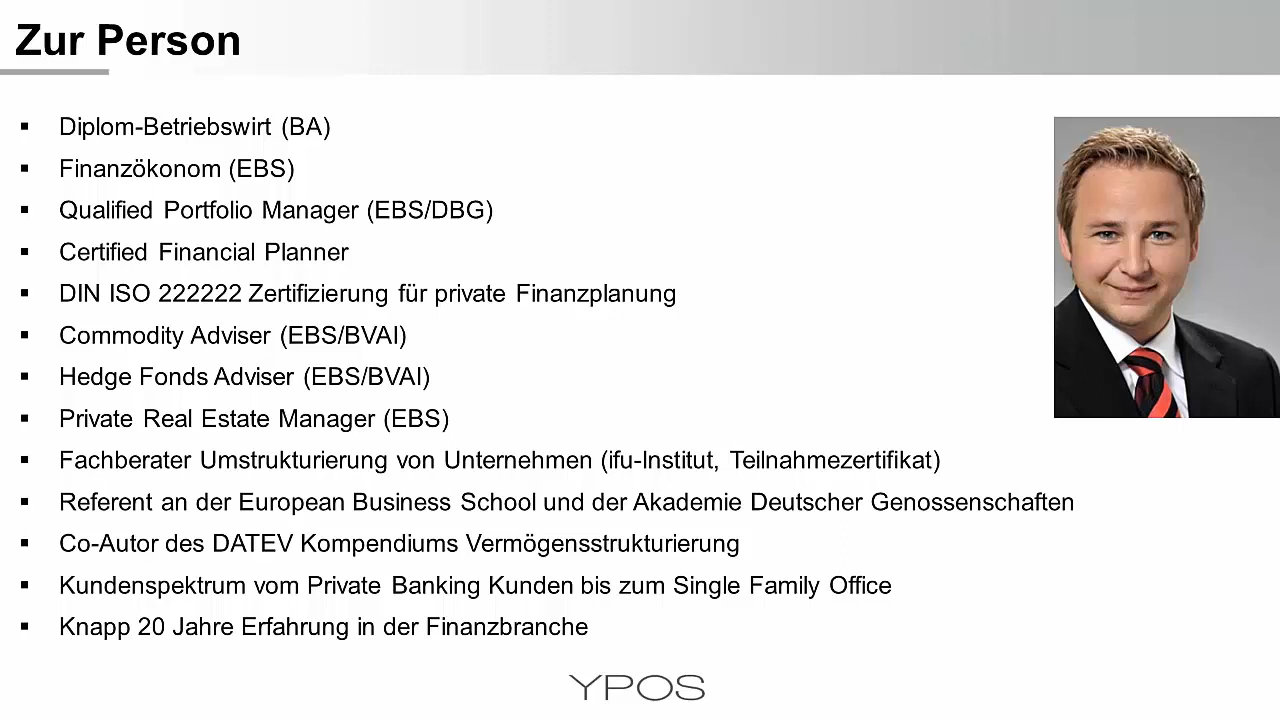 Zur Person
▪ Diplom-Betriebswirt (BA)
▪ Finanzökonom (EBS)
▪ Qualified Portfolio Manager (EBS/DBG)
▪ Certified Financial Planner
▪ DIN ISO 222222 Zertifizierung für private Finanzplanung
▪ Commodity Adviser (EBS/BVAI)
▪ Hedge Fonds Adviser (EBS/BVAI)
▪ Private Real Estate Manager (EBS)
▪ Fachberater Umstrukturierung von Unternehmen (ifu-Institut, Teilnahmezertifikat)
▪ Referent an der European Business School und der Akademie Deutscher Genossenschaften
▪ Co-Autor des DATEV Kompendiums Vermögensstrukturierung
▪ Kundenspektrum vom Private Banking Kunden bis zum Single Family Office
▪ Knapp 20 Jahre Erfahrung in der Finanzbranche
YPOS